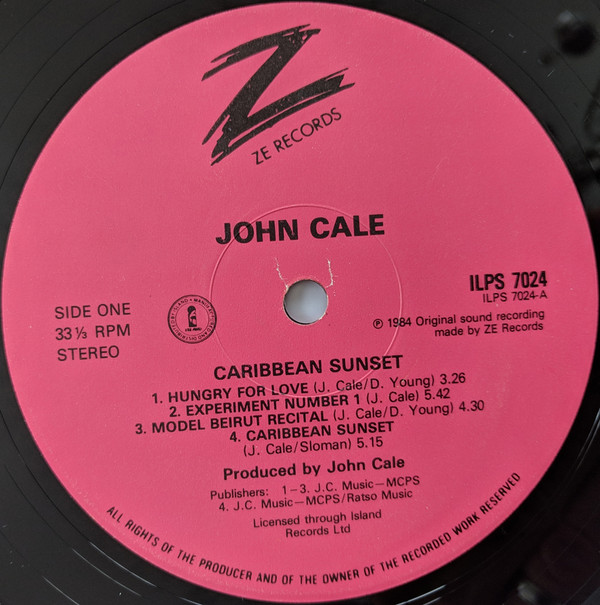 Z
ZE RECORDS
JOHN CALE
ILPS 7024
ILPS 7024-A
SIDE ONE
33⅓ RPM
STEREO
℗ 1984 Original sound recording
made by ZE Records
CARIBBEAN SUNSET
1. HUNGRY FOR LOVE (J. Cale/D. Young) 3.26
2. EXPERIMENT NUMBER 1 (J. Cale) 5.42
3. MODEL BEIRUT RECITAL (J. Cale/D. Young) 4.30
4. CARIBBEAN SUNSET
(J. Cale/Sloman) 5.15
Produced by John Cale
Publishers: 1–3. J.C. Music—MCPS
4. J.C. Music—MCPS/Ratso Music
Licensed through Island
Records Ltd
ALL RIGHTS OF THE PRODUCER AND OF THE OWNER OF THE RECORDED WORK RESERVED